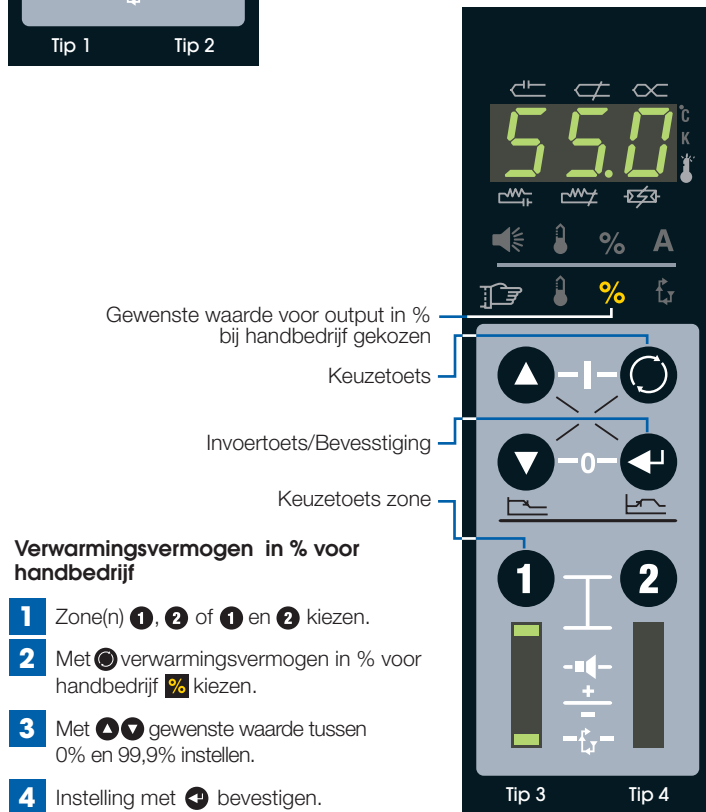 Tip 1 Tip 2
55.0
°C
K
% A
%
Gewenste waarde voor output in %
bij handbedrijf gekozen
Keuzetoets
I
Invoertoets/Bevesstiging
0
Keuzetoets zone
1 2
Verwarmingsvermogen in % voor
handbedrijf
1 Zone(n) 1, 2 of 1 en 2 kiezen.
2 Met verwarmingsvermogen in % voor
handbedrijf % kiezen.
3 Met gewenste waarde tussen
0% en 99,9% instellen.
4 Instelling met bevestigen.
+
−
Tip 3 Tip 4